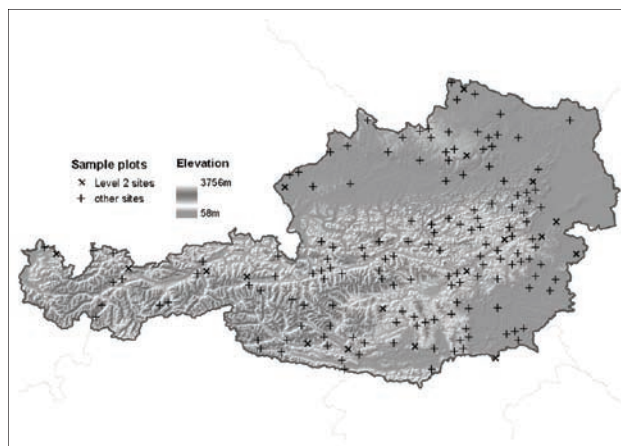 Sample plots
Level 2 sites
other sites
Elevation
3756m
58m